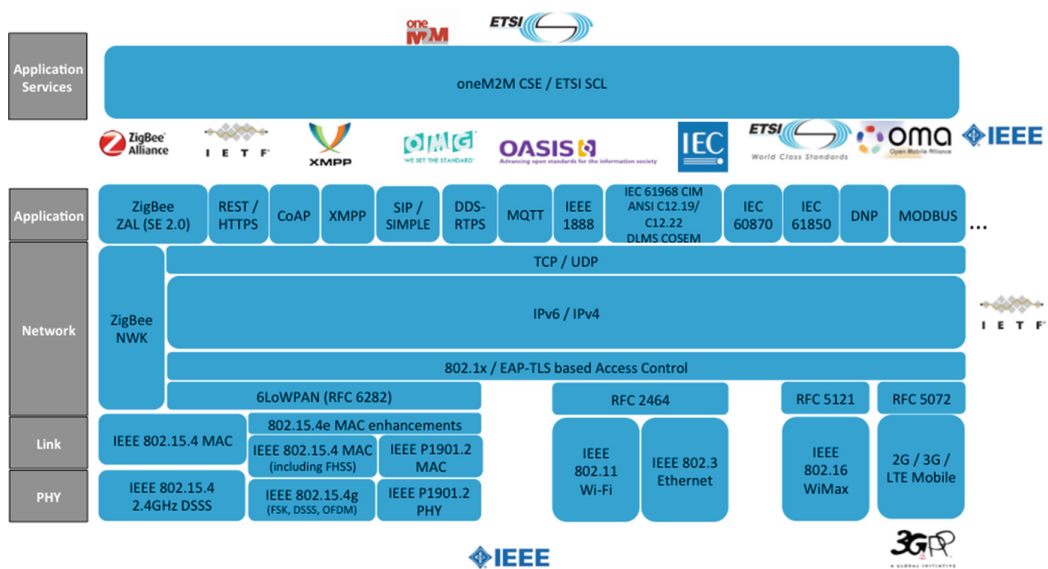 one
M2M
ETSI
Application
Services
oneM2M CSE / ETSI SCL
ZigBee®
Alliance
I E T F®
XMPP
OMG®
WE SET THE STANDARD™
OASIS
Advancing open standards for the information society
IEC
ETSI
World Class Standards
oma
Open Mobile Alliance
IEEE
Application
ZigBee
ZAL (SE 2.0)
REST /
HTTPS
CoAP
XMPP
SIP /
SIMPLE
DDS-
RTPS
MQTT
IEEE
1888
IEC 61968 CIM
ANSI C12.19/
C12.22
DLMS COSEM
IEC
60870
IEC
61850
DNP
MODBUS
...
Network
ZigBee
NWK
TCP / UDP
IPv6 / IPv4
I E T F®
802.1x / EAP-TLS based Access Control
6LoWPAN (RFC 6282)
RFC 2464
RFC 5121
RFC 5072
Link
IEEE 802.15.4 MAC
802.15.4e MAC enhancements
IEEE 802.15.4 MAC
(including FHSS)
IEEE P1901.2
MAC
IEEE
802.11
Wi-Fi
IEEE 802.3
Ethernet
IEEE
802.16
WiMax
2G / 3G /
LTE Mobile
PHY
IEEE 802.15.4
2.4GHz DSSS
IEEE 802.15.4g
(FSK, DSSS, OFDM)
IEEE P1901.2
PHY
IEEE
3GPP
A GLOBAL INITIATIVE